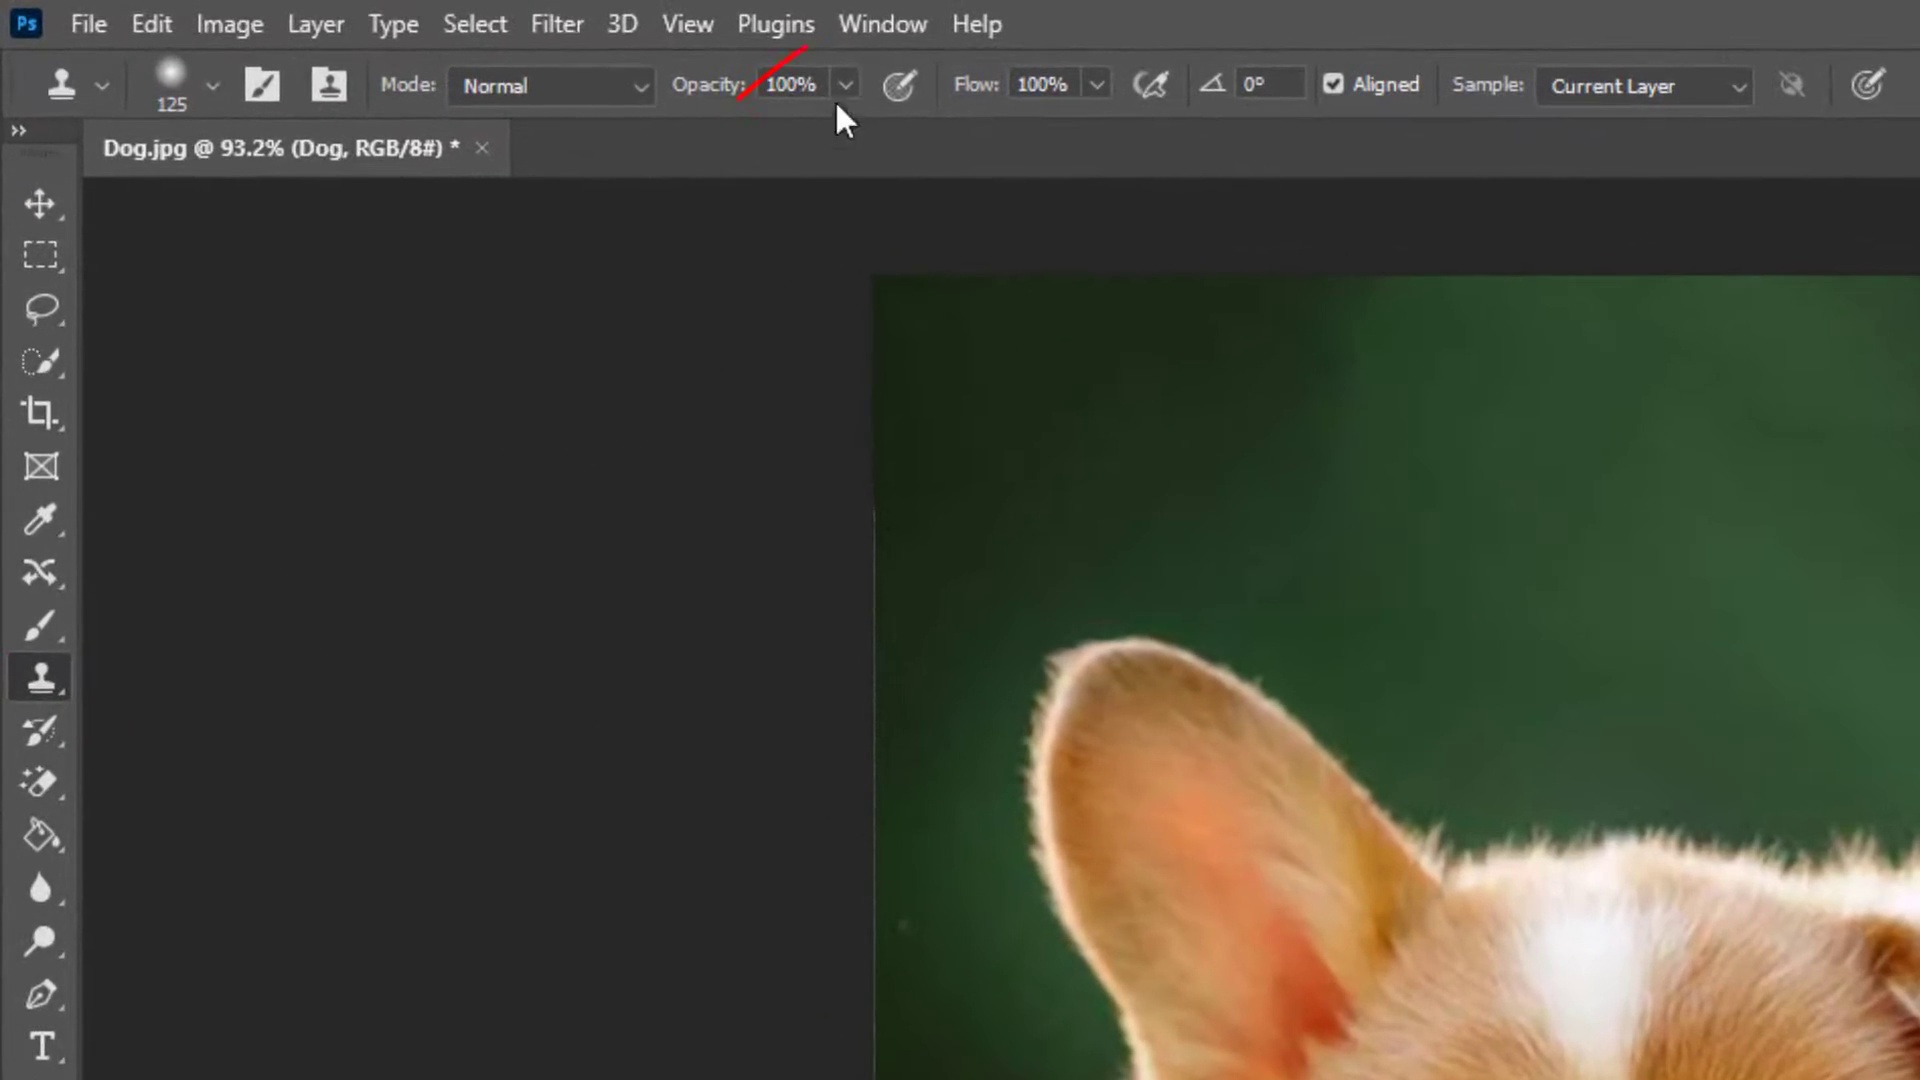 Ps File Edit Image Layer Type Select Filter 3D View Plugins Window Help
125 Mode: Normal Opacity: 100% Flow: 100% 0° Aligned Sample: Current Layer
Dog.jpg @ 93.2% (Dog, RGB/8#) * ×
T